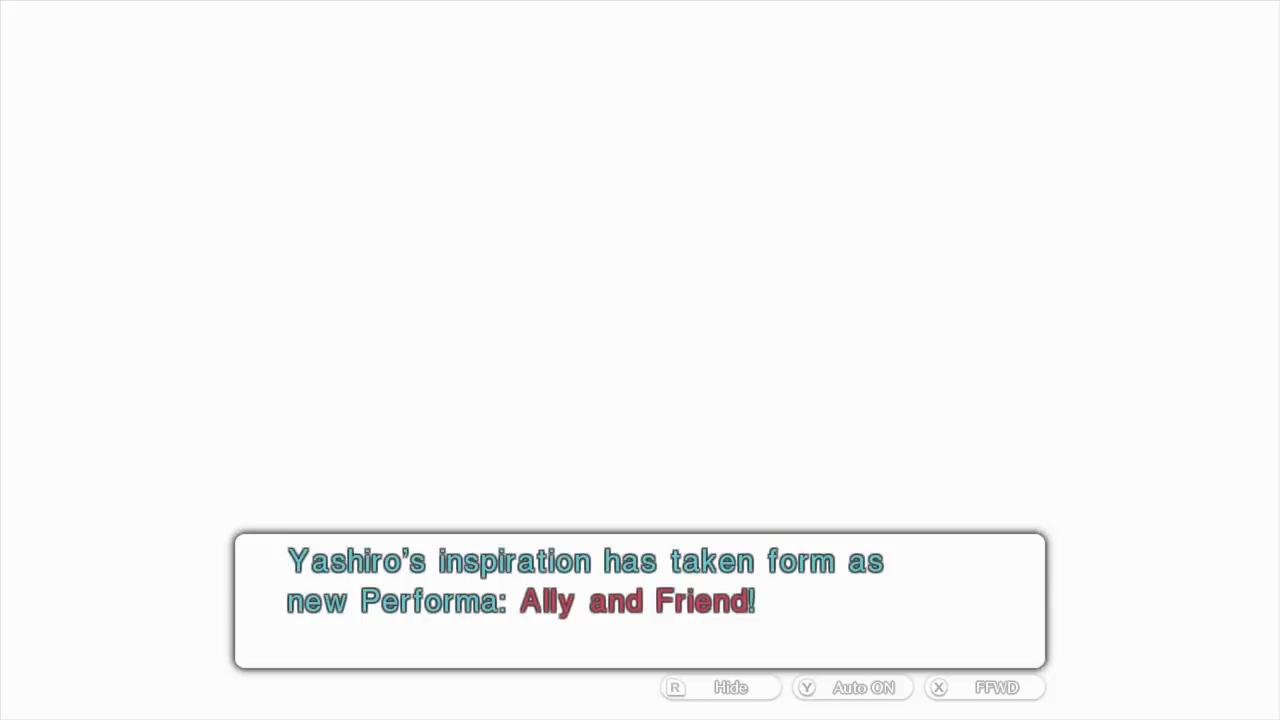 Yashiro's inspiration has taken form as
new Performa: Ally and Friend!
R Hide Y Auto ON X FFWD